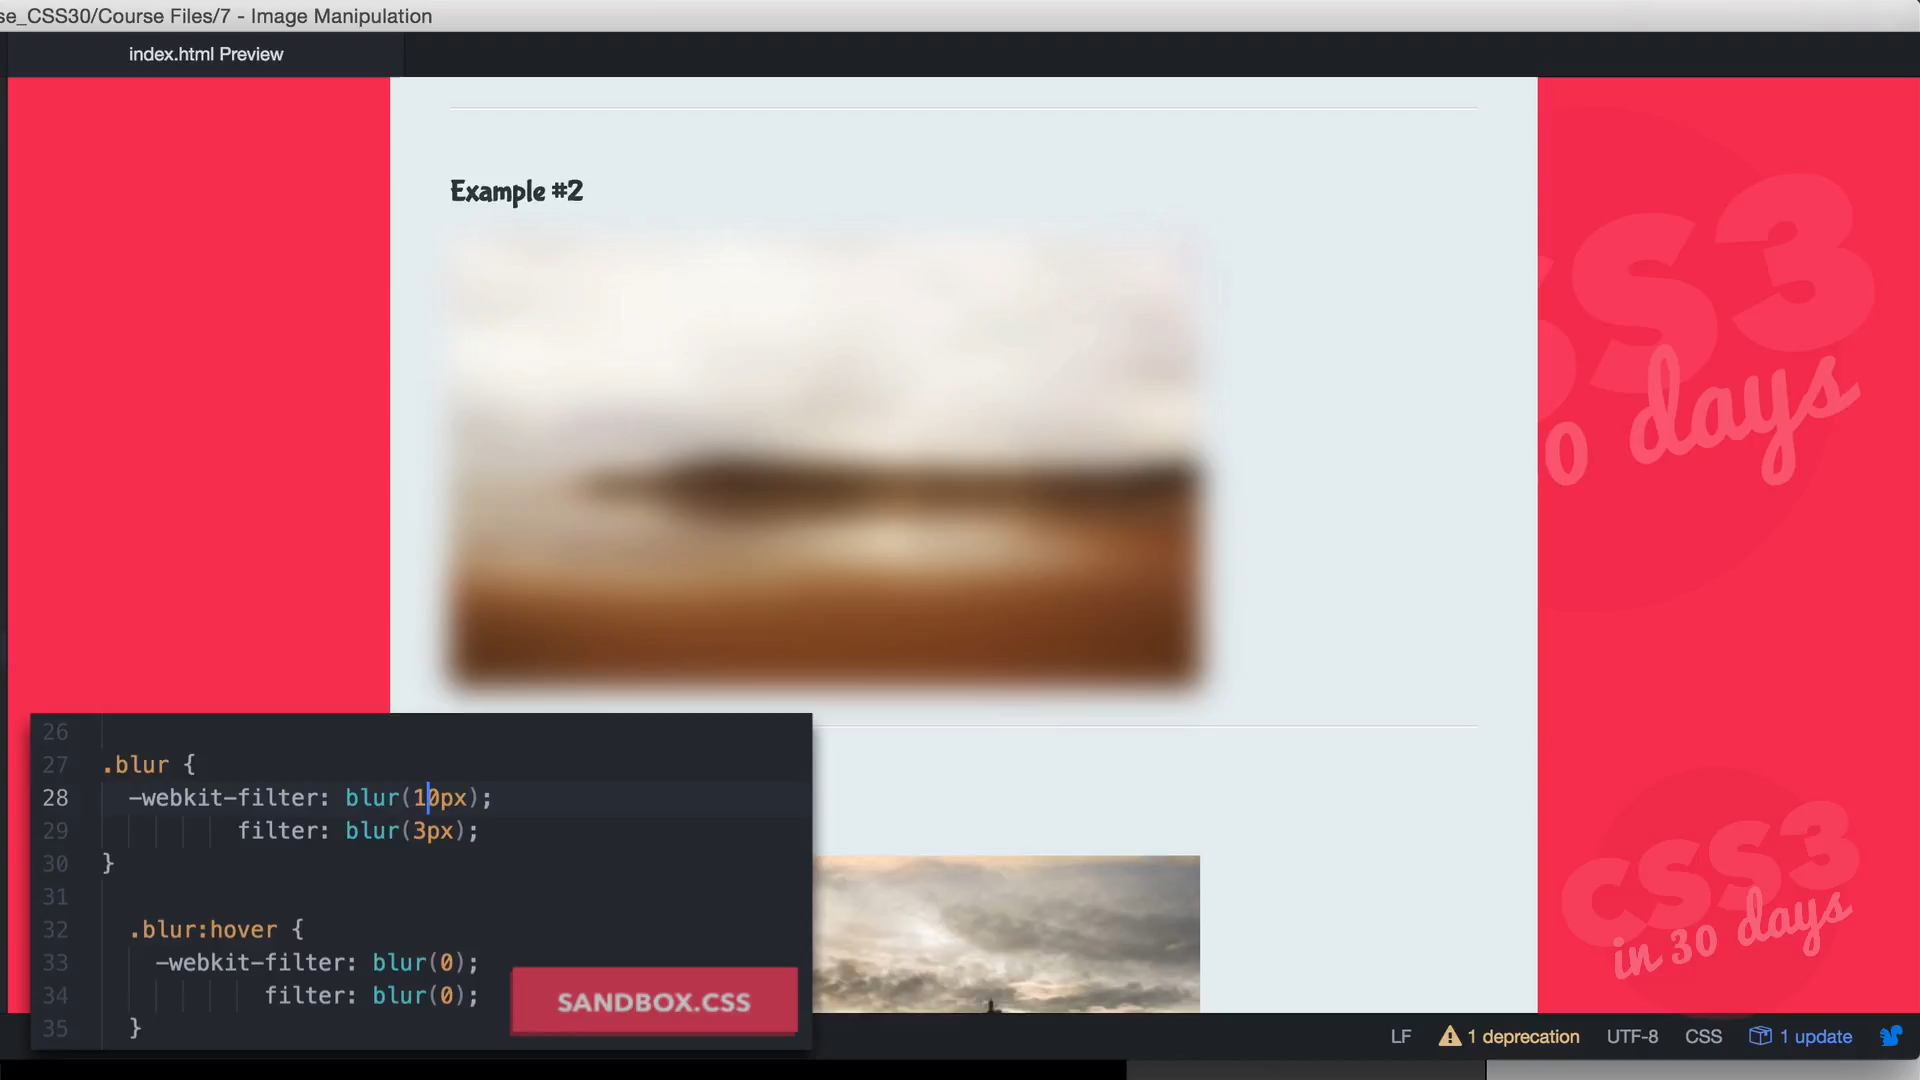 se_CSS30/Course Files/7 - Image Manipulation
index.html Preview
Example #2
CSS3
30 days
26
27 .blur {
28 -webkit-filter: blur(10px);
29 filter: blur(3px);
30 }
31
32 .blur:hover {
33 -webkit-filter: blur(0);
34 filter: blur(0);
35 }
SANDBOX.CSS
CSS3
in 30 days
LF
1 deprecation
UTF-8
CSS
1 update